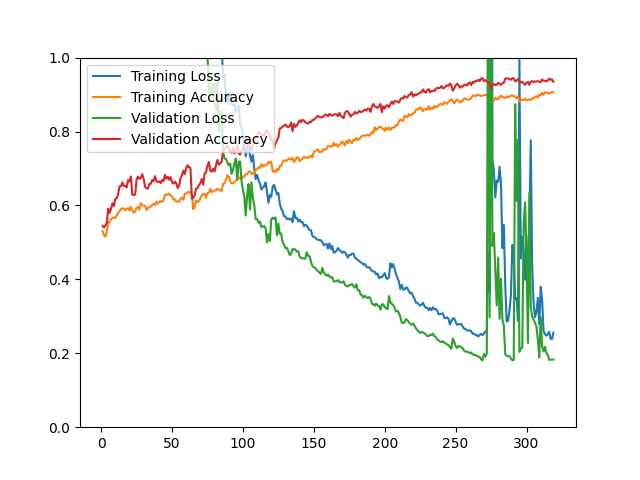 1.0
0.8
0.6
0.4
0.2
0.0
Training Loss
Training Accuracy
Validation Loss
Validation Accuracy
0 50 100 150 200 250 300